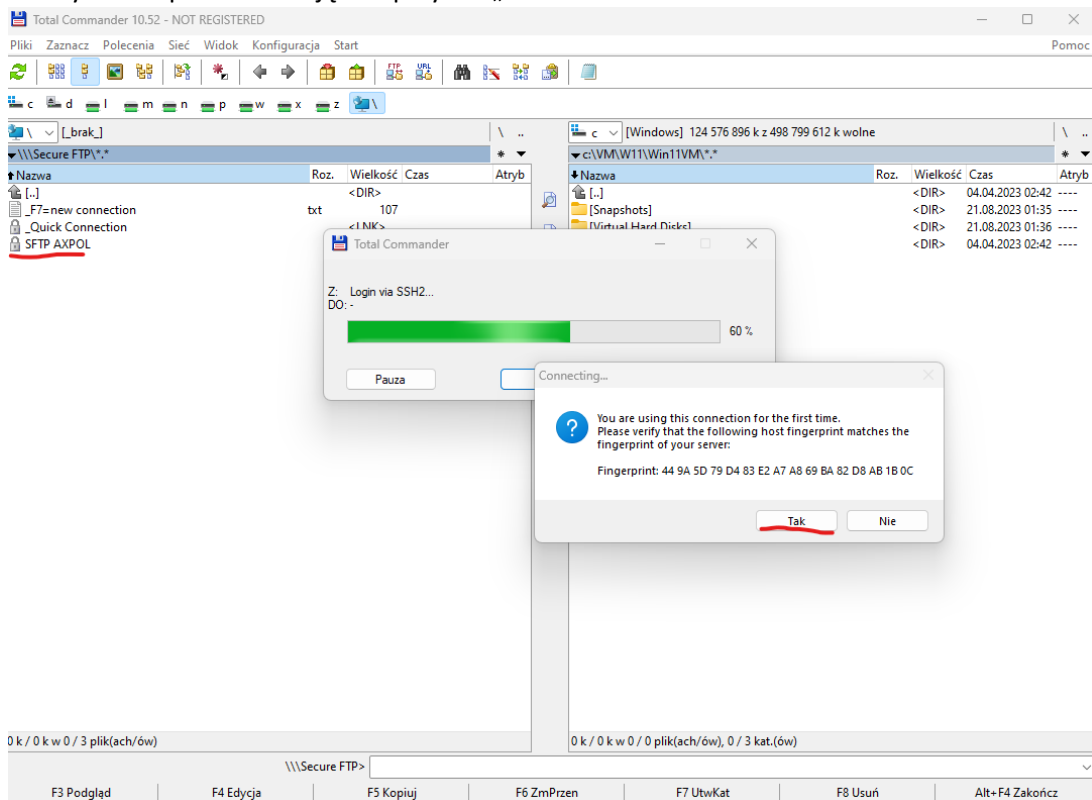 Total Commander 10.52 - NOT REGISTERED
Pliki Zaznacz Polecenia Sieć Widok Konfiguracja Start Pomoc
FTP URL
c d l m n p w x z \
\ [_brak_] \ ..
c [Windows] 124 576 896 k z 498 799 612 k wolne \ ..
\\\Secure FTP\*.* * 
c:\VM\W11\Win11VM\*.* *
Nazwa Roz. Wielkość Czas Atryb
Nazwa Roz. Wielkość Czas Atryb
[..] <DIR>
[..] <DIR> 04.04.2023 02:42 ----
_F7=new connection txt 107
[Snapshots] <DIR> 21.08.2023 01:35 ----
_Quick Connection <LNK>
[Virtual Hard Disks] <DIR> 21.08.2023 01:36 ----
SFTP AXPOL
<DIR> 04.04.2023 02:42 ----
Total Commander
Z: Login via SSH2...
DO: -
60 %
Pauza
Connecting...
You are using this connection for the first time.
Please verify that the following host fingerprint matches the
fingerprint of your server:
Fingerprint: 44 9A 5D 79 D4 83 E2 A7 A8 69 BA 82 D8 AB 1B 0C
Tak Nie
0 k / 0 k w 0 / 3 plik(ach/ów)
0 k / 0 k w 0 / 0 plik(ach/ów), 0 / 3 kat.(ów)
\\\Secure FTP>
F3 Podgląd F4 Edycja F5 Kopiuj F6 ZmPrzen F7 UtwKat F8 Usuń Alt+F4 Zakończ